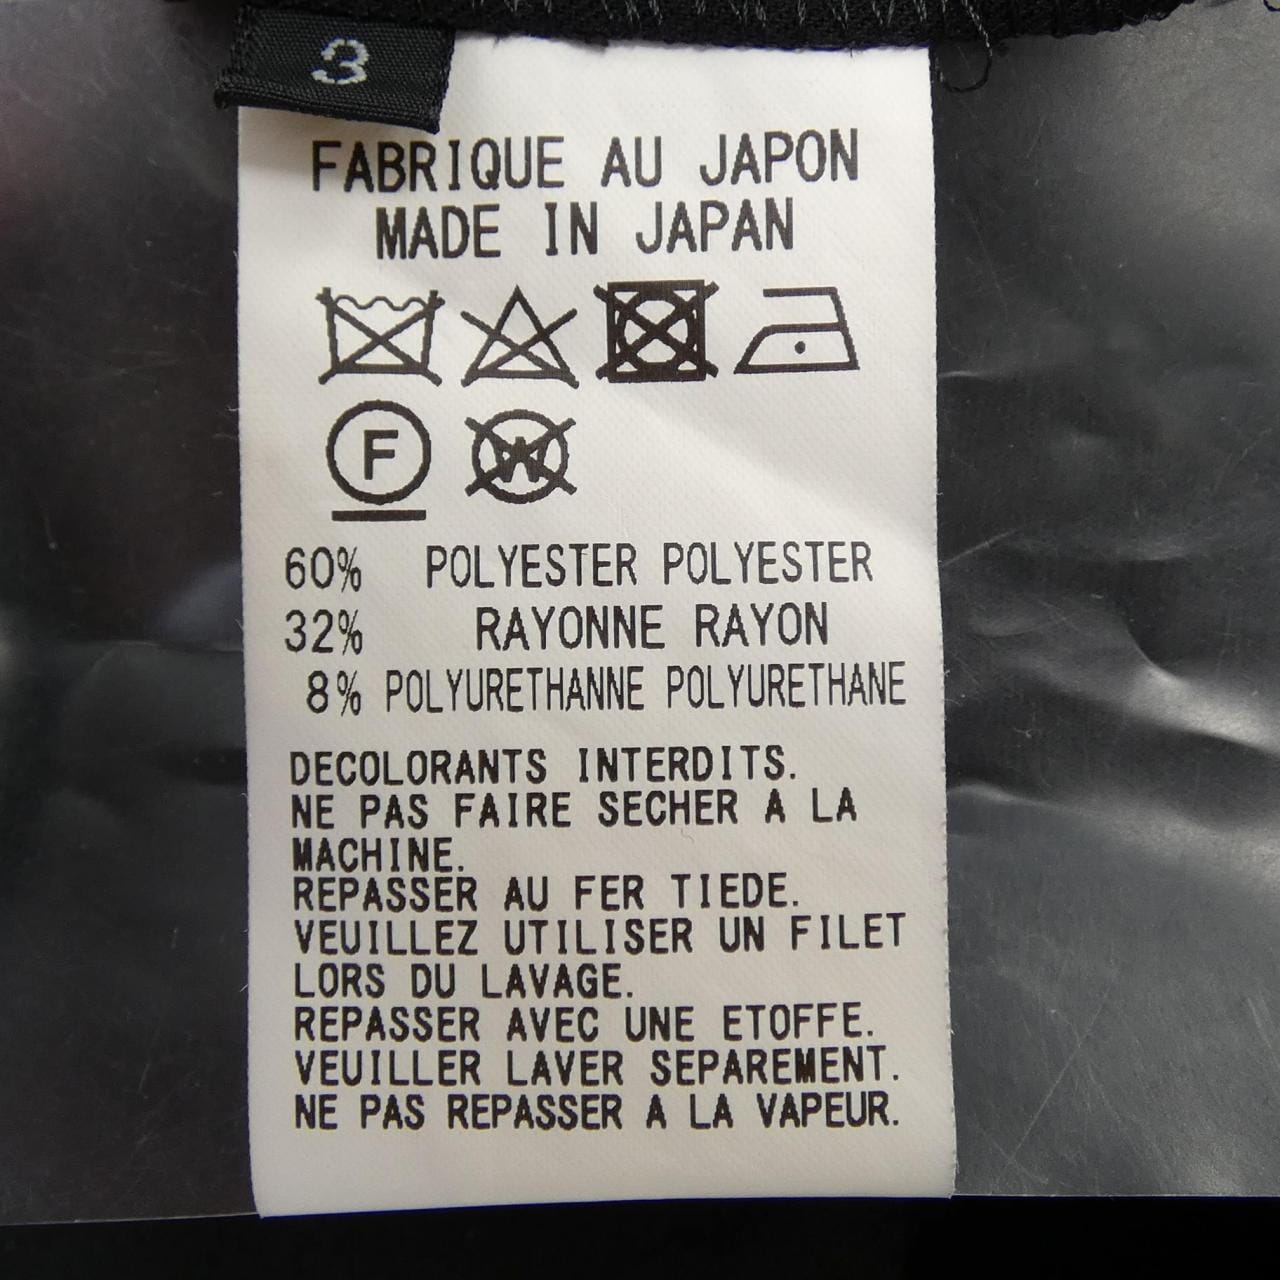 3
FABRIQUE AU JAPON
MADE IN JAPAN
F
W
60% POLYESTER POLYESTER
32% RAYONNE RAYON
8% POLYURETHANNE POLYURETHANE
DECOLORANTS INTERDITS.
NE PAS FAIRE SECHER A LA
MACHINE.
REPASSER AU FER TIEDE.
VEUILLEZ UTILISER UN FILET
LORS DU LAVAGE.
REPASSER AVEC UNE ETOFFE.
VEUILLER LAVER SEPAREMENT.
NE PAS REPASSER A LA VAPEUR.